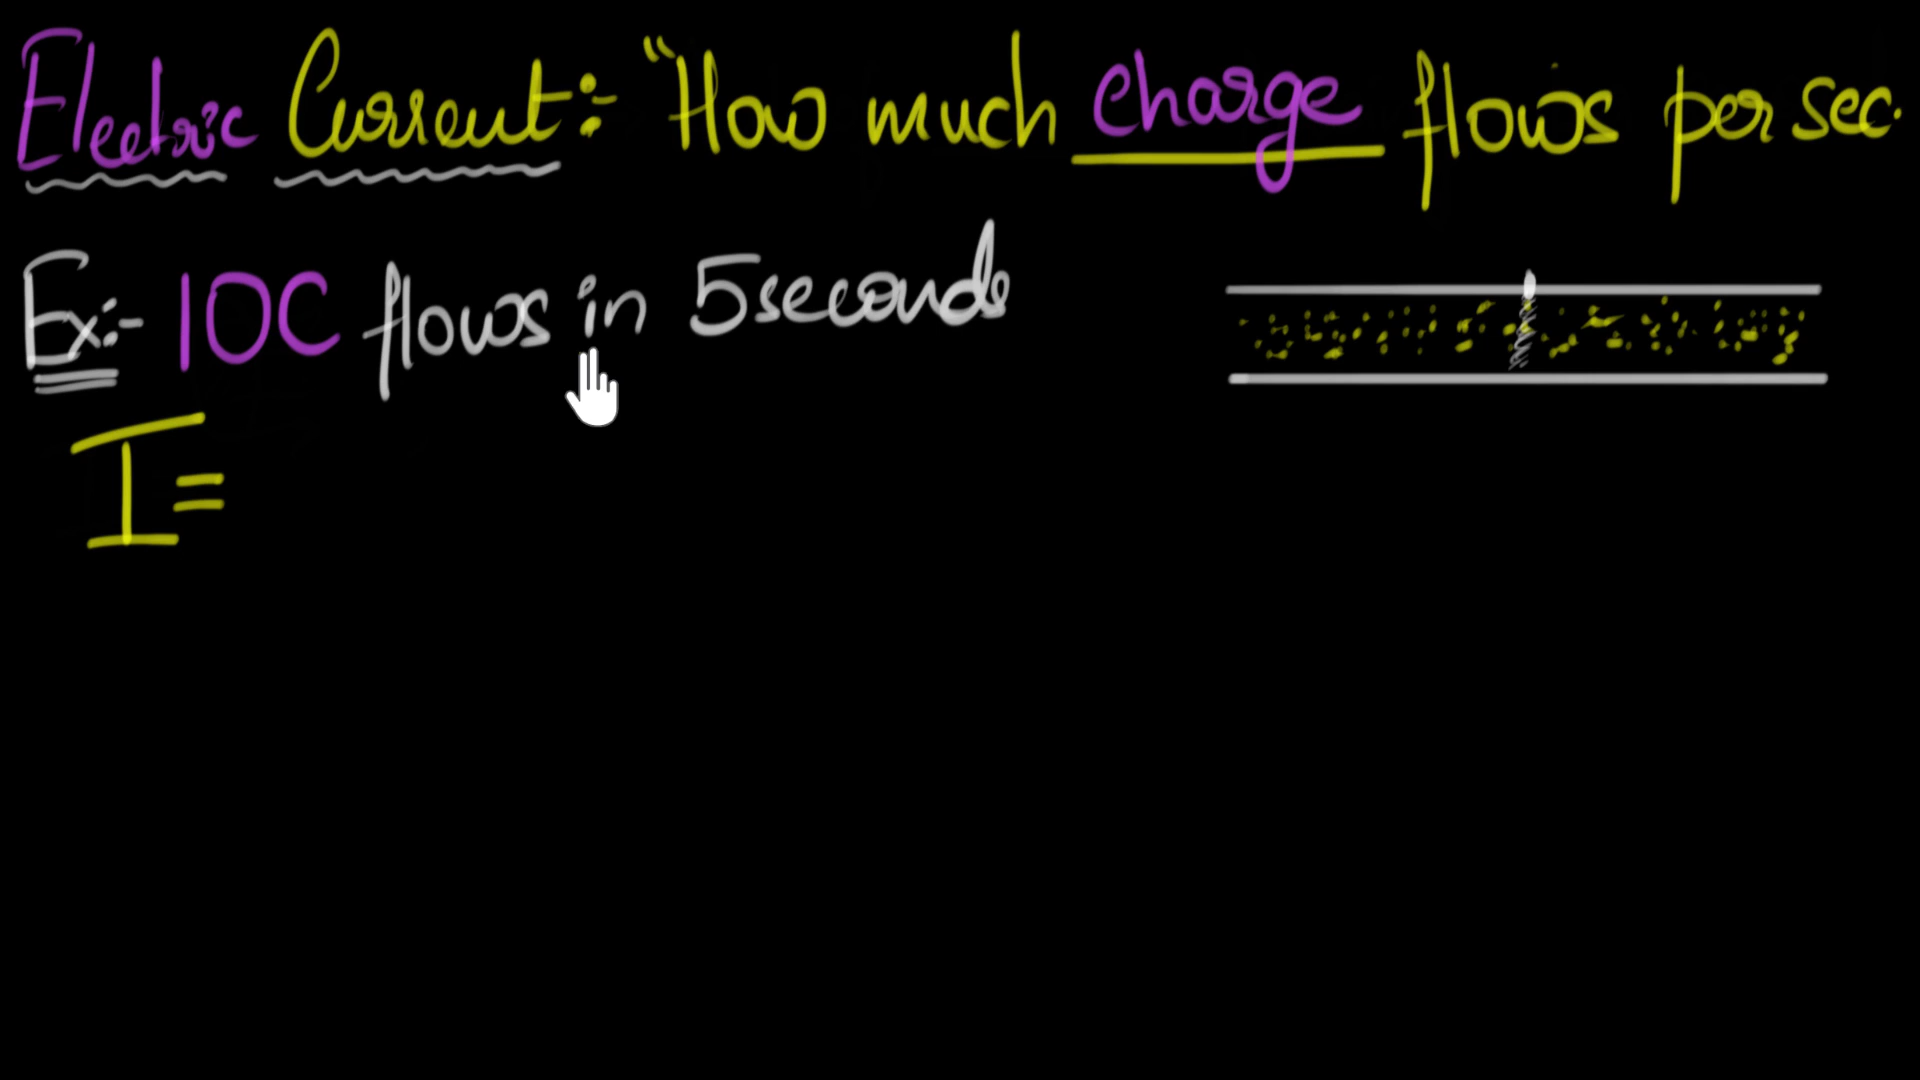 Electric Current:- "How much charge flows per sec.
Ex:- 10C flows in 5seconds
I=